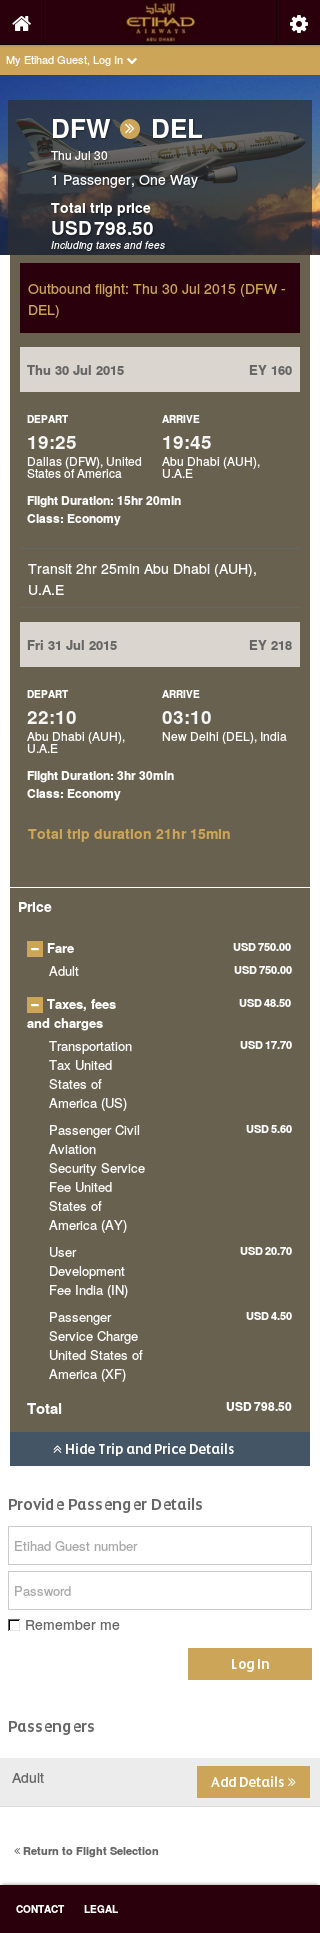 ETIHAD
AIRWAYS
ABU DHABI
My Etihad Guest, Log In
DFW DEL
Thu Jul 30
1 Passenger, One Way
Total trip price
USD 798.50
Including taxes and fees
Outbound flight: Thu 30 Jul 2015 (DFW -
DEL)
Thu 30 Jul 2015 EY 160
DEPART ARRIVE
19:25 19:45
Dallas (DFW), United Abu Dhabi (AUH),
States of America U.A.E
Flight Duration: 15hr 20min
Class: Economy
Transit 2hr 25min Abu Dhabi (AUH),
U.A.E
Fri 31 Jul 2015 EY 218
DEPART ARRIVE
22:10 03:10
Abu Dhabi (AUH), New Delhi (DEL), India
U.A.E
Flight Duration: 3hr 30min
Class: Economy
Total trip duration 21hr 15min
Price
Fare USD 750.00
Adult USD 750.00
Taxes, fees USD 48.50
and charges
Transportation USD 17.70
Tax United
States of
America (US)
Passenger Civil USD 5.60
Aviation
Security Service
Fee United
States of
America (AY)
User USD 20.70
Development
Fee India (IN)
Passenger USD 4.50
Service Charge
United States of
America (XF)
Total USD 798.50
Hide Trip and Price Details
Provide Passenger Details
Etihad Guest number
Password
Remember me
Log In
Passengers
Adult Add Details »
« Return to Flight Selection
CONTACT LEGAL